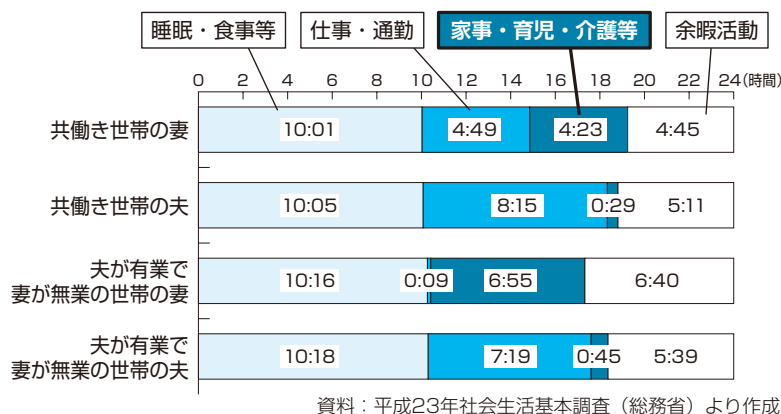 睡眠・食事等 仕事・通勤 家事・育児・介護等 余暇活動
0 2 4 6 8 10 12 14 16 18 20 22 24(時間)
共働き世帯の妻 10:01 4:49 4:23 4:45
共働き世帯の夫 10:05 8:15 0:29 5:11
夫が有業で
妻が無業の世帯の妻 10:16 0:09 6:55 6:40
夫が有業で
妻が無業の世帯の夫 10:18 7:19 0:45 5:39
資料：平成23年社会生活基本調査（総務省）より作成